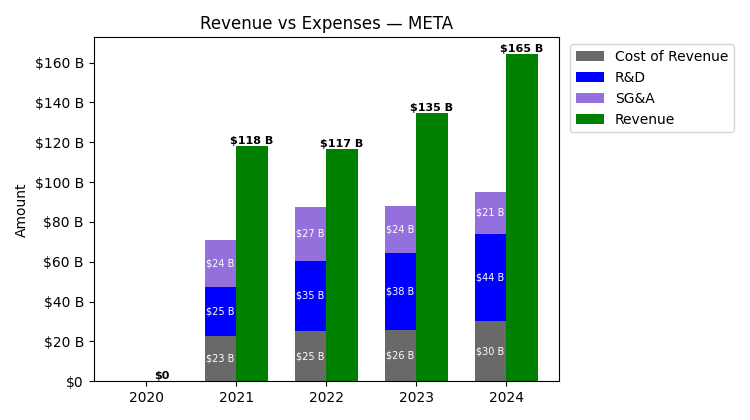 Revenue vs Expenses — META
Amount
$160 B
$140 B
$120 B
$100 B
$80 B
$60 B
$40 B
$20 B
$0
$0
$118 B
$24 B
$25 B
$23 B
$117 B
$27 B
$35 B
$25 B
$135 B
$24 B
$38 B
$26 B
$165 B
$21 B
$44 B
$30 B
2020 2021 2022 2023 2024
Cost of Revenue
R&D
SG&A
Revenue